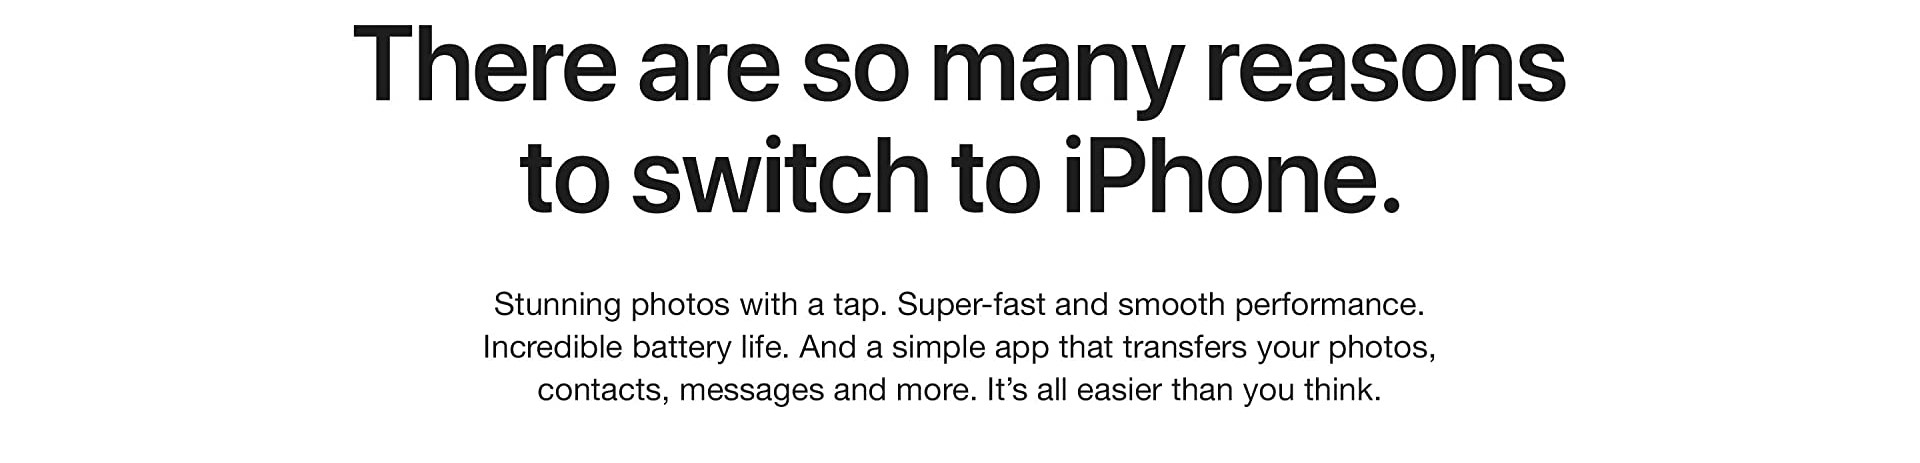 There are so many reasons
to switch to iPhone.
Stunning photos with a tap. Super-fast and smooth performance.
Incredible battery life. And a simple app that transfers your photos,
contacts, messages and more. It’s all easier than you think.